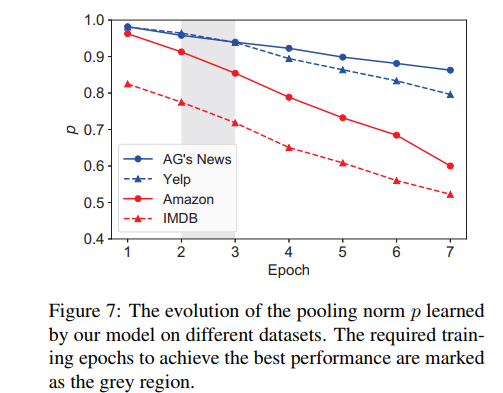 1.0
0.9
0.8
0.7
0.6
0.5
0.4
p
AG's News
Yelp
Amazon
IMDB
1 2 3 4 5 6 7
Epoch
Figure 7: The evolution of the pooling norm p learned
by our model on different datasets. The required train-
ing epochs to achieve the best performance are marked
as the grey region.